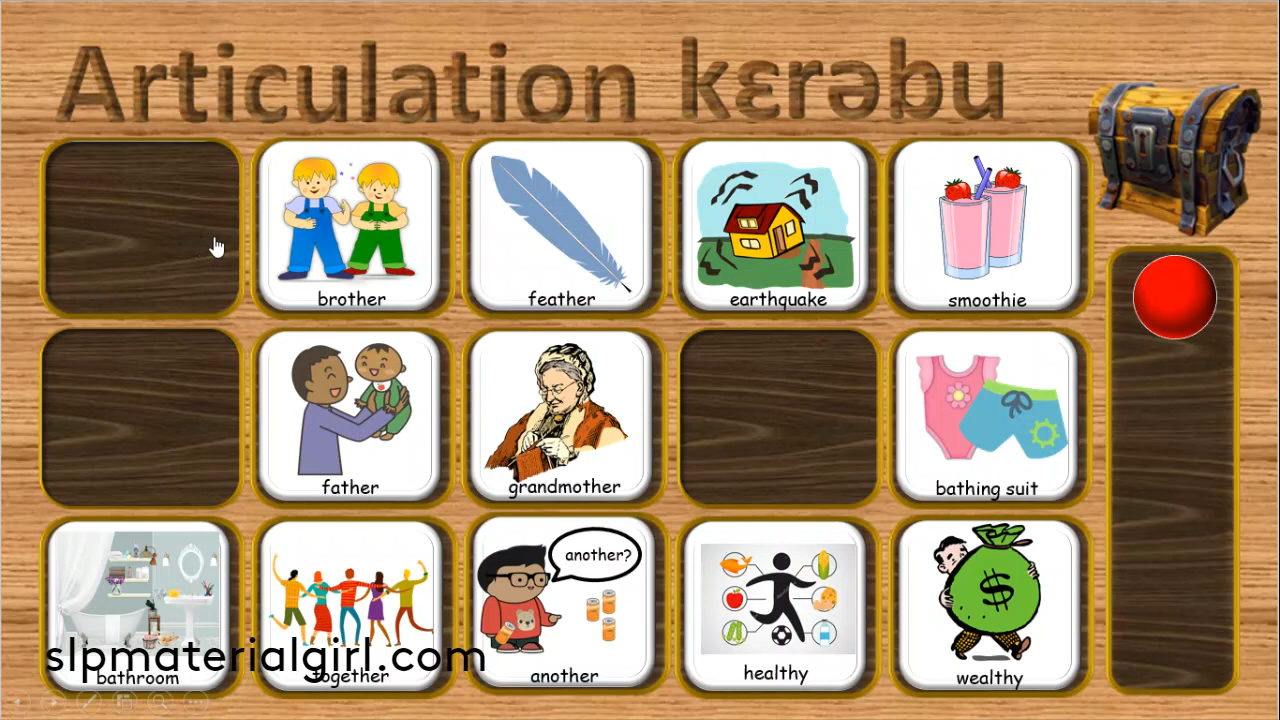 Articulation kɛrəbu
brother
feather
earthquake
smoothie
father
grandmother
bathing suit
another?
slpmaterialgirl.com
bathroom
together
another
healthy
wealthy